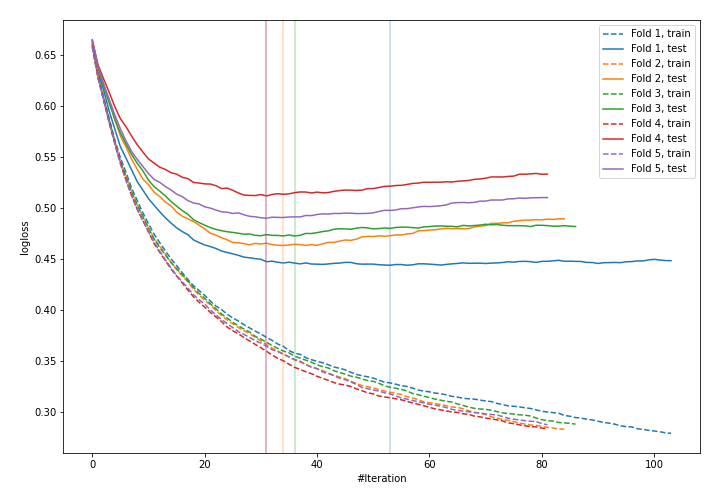 0.65
0.60
0.55
0.50
0.45
0.40
0.35
0.30
logloss
0
20
40
60
80
100
#Iteration
Fold 1, train
Fold 1, test
Fold 2, train
Fold 2, test
Fold 3, train
Fold 3, test
Fold 4, train
Fold 4, test
Fold 5, train
Fold 5, test